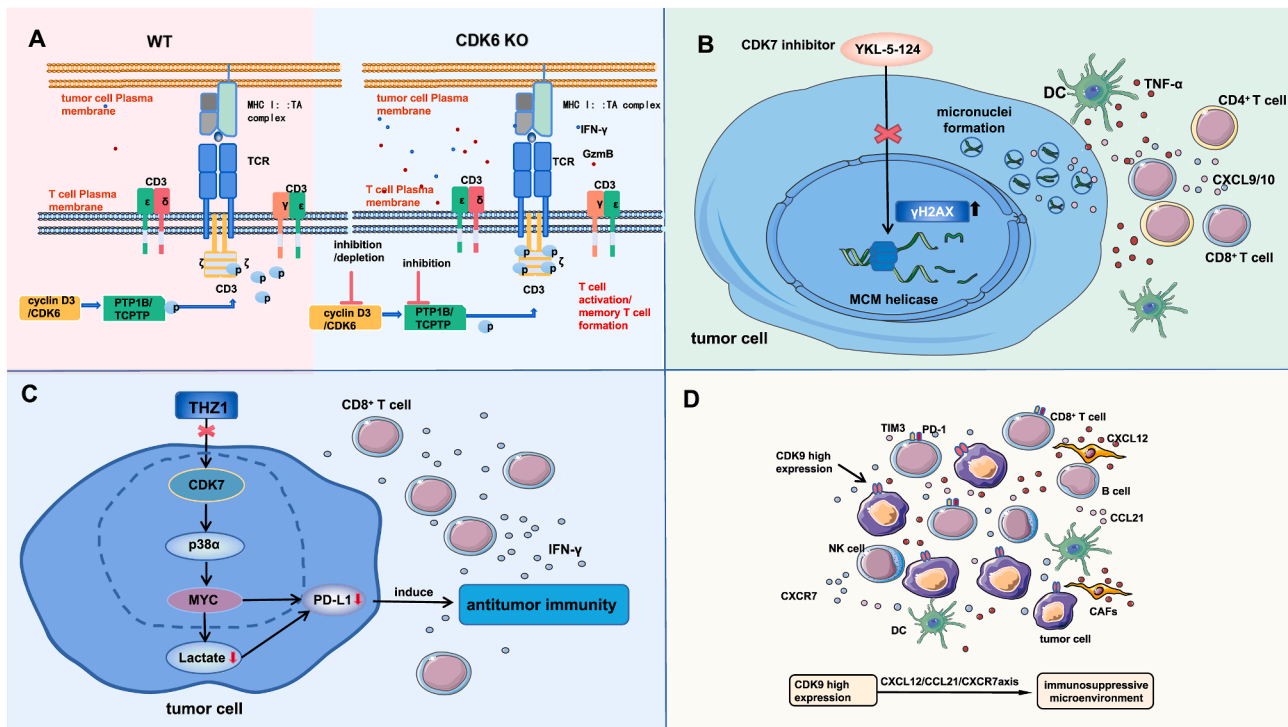 A
WT
tumor cell Plasma
membrane
MHC I: :TA
complex
TCR
T cell Plasma
membrane
CD3
ε
δ
CD3
γ
ε
ζ
ζ
p
p
p
p
p
CD3
cyclin D3
/CDK6
PTP1B/
TCPTP
p
CDK6 KO
tumor cell Plasma
membrane
MHC I: :TA complex
IFN-γ
GzmB
TCR
T cell Plasma
membrane
CD3
ε
δ
CD3
γ
ε
inhibition
/depletion
inhibition
p
p
p
p
p
p
ζ
ζ
CD3
cyclin D3
/CDK6
PTP1B/
TCPTP
p
T cell
activation/
memory T cell
formation
B
CDK7 inhibitor
YKL-5-124
micronuclei
formation
DC
TNF-α
CD4⁺ T cell
CXCL9/10
CD8⁺ T cell
γH2AX
MCM helicase
tumor cell
C
THZ1
CDK7
p38α
MYC
Lactate
PD-L1
induce
antitumor immunity
CD8⁺ T cell
IFN-γ
tumor cell
D
TIM3
PD-1
CD8⁺ T cell
CXCL12
CDK9 high
expression
B cell
CCL21
NK cell
CXCR7
DC
CAFs
tumor cell
CDK9 high
expression
CXCL12/CCL21/CXCR7axis
immunosuppressive
microenvironment